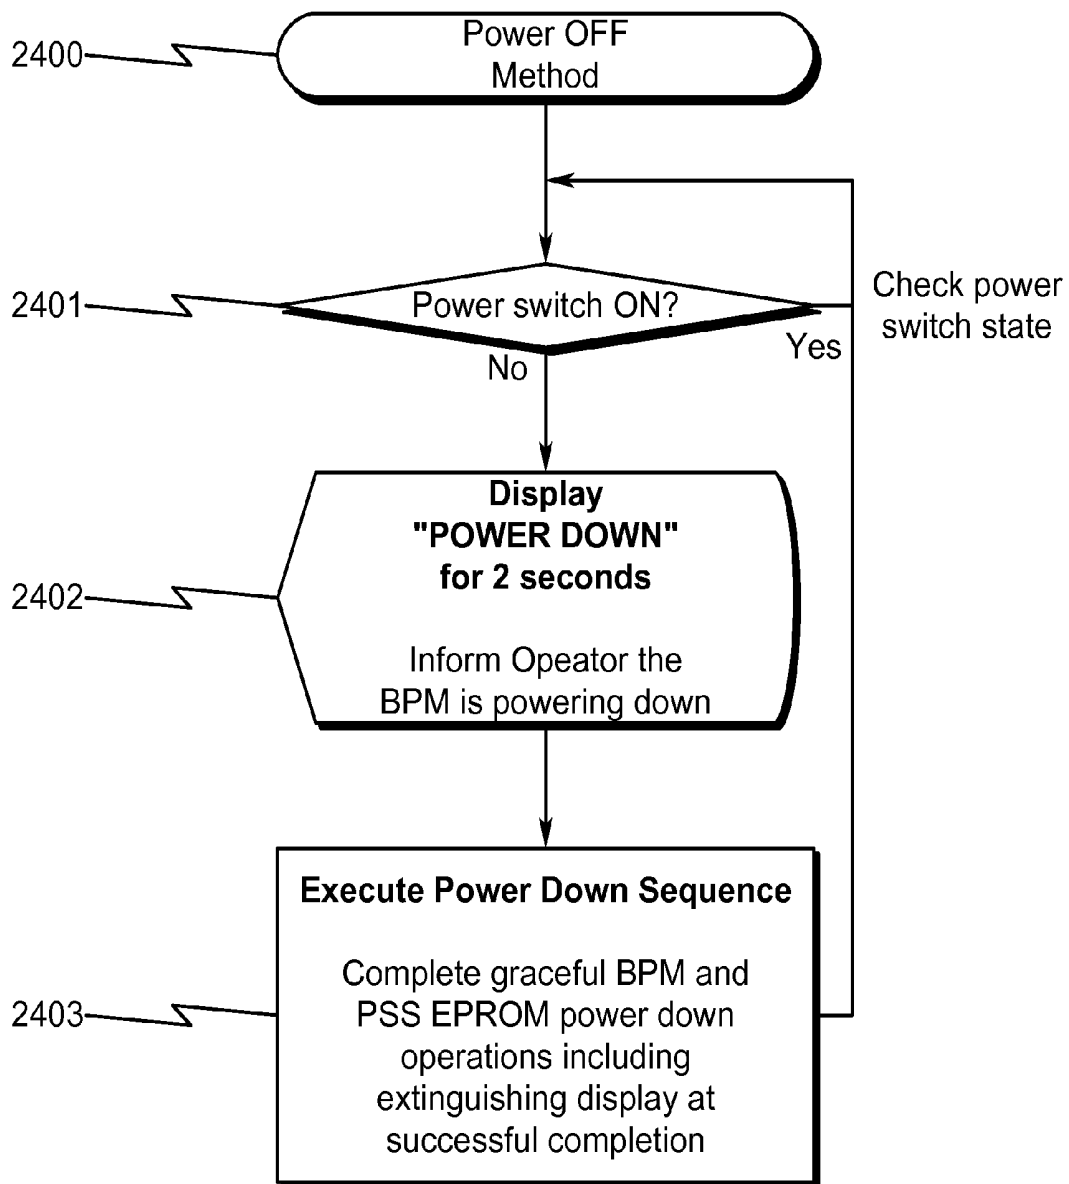 2400
Power OFF
Method
2401
Power switch ON?
Check power
switch state
Yes
No
2402
Display
"POWER DOWN"
for 2 seconds
Inform Opeator the
BPM is powering down
2403
Execute Power Down Sequence
Complete graceful BPM and
PSS EPROM power down
operations including
extinguishing display at
successful completion